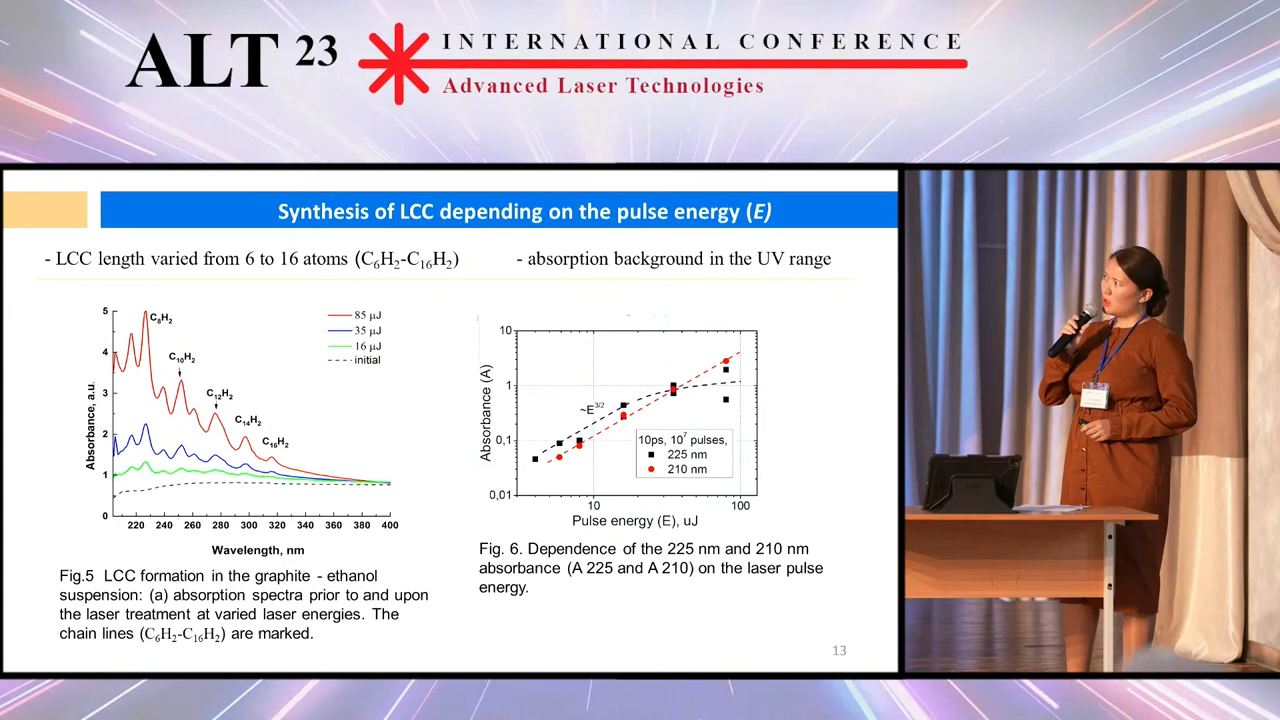 ALT 23
INTERNATIONAL CONFERENCE
Advanced Laser Technologies
Synthesis of LCC depending on the pulse energy (E)
- LCC length varied from 6 to 16 atoms (C6H2-C16H2)
- absorption background in the UV range
Absorbance, a.u.
5
4
3
2
1
0
C8H2
C10H2
C12H2
C14H2
C16H2
85 μJ
35 μJ
16 μJ
initial
220 240 260 280 300 320 340 360 380 400
Wavelength, nm
Fig.5 LCC formation in the graphite - ethanol
suspension: (a) absorption spectra prior to and upon
the laser treatment at varied laser energies. The
chain lines (C6H2-C16H2) are marked.
Absorbance (A)
10
1
0,1
0,01
~E3/2
10ps, 107 pulses,
225 nm
210 nm
10 100
Pulse energy (E), uJ
Fig. 6. Dependence of the 225 nm and 210 nm
absorbance (A 225 and A 210) on the laser pulse
energy.
13